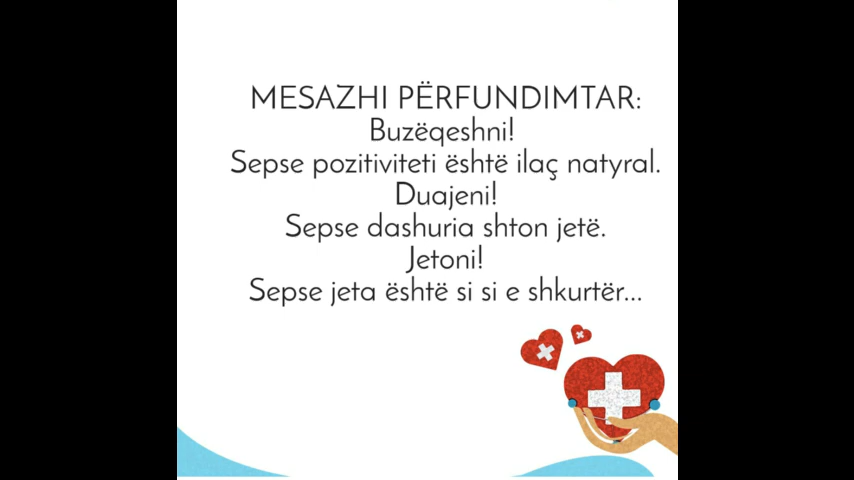 MESAZHI PËRFUNDIMTAR:
Buzëqeshni!
Sepse pozitiviteti është ilaç natyral.
Duajeni!
Sepse dashuria shton jetë.
Jetoni!
Sepse jeta është si si e shkurtër...